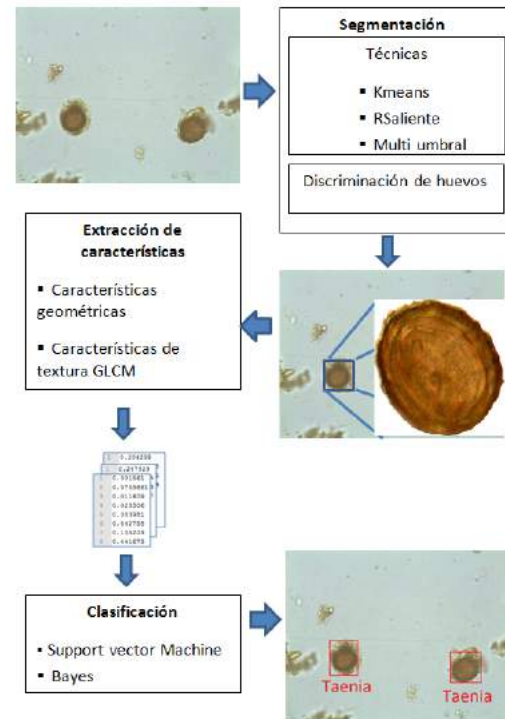 Segmentación
Técnicas
▪ Kmeans
▪ RSaliente
▪ Multi umbral
Discriminación de huevos
Extracción de
características
▪ Características
geométricas
▪ Características de
textura GLCM
Clasificación
▪ Support vector Machine
▪ Bayes
Taenia
Taenia